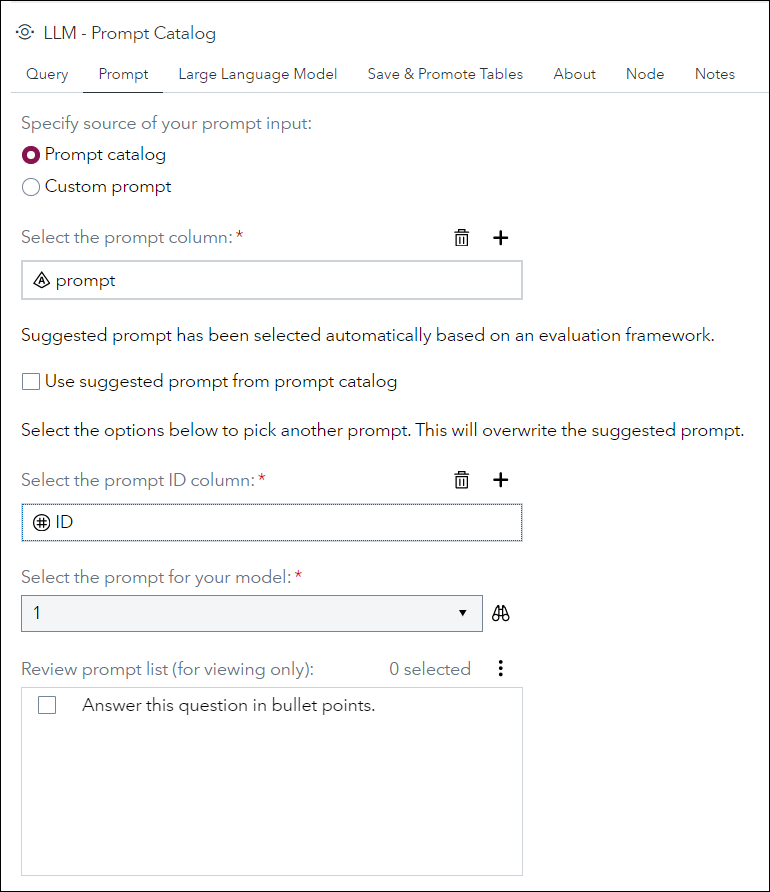 LLM - Prompt Catalog
Query Prompt Large Language Model Save & Promote Tables About Node Notes
Specify source of your prompt input:
Prompt catalog
Custom prompt
Select the prompt column:*
A prompt
Suggested prompt has been selected automatically based on an evaluation framework.
Use suggested prompt from prompt catalog
Select the options below to pick another prompt. This will overwrite the suggested prompt.
Select the prompt ID column:*
# ID
Select the prompt for your model:*
1
Review prompt list (for viewing only): 0 selected
Answer this question in bullet points.